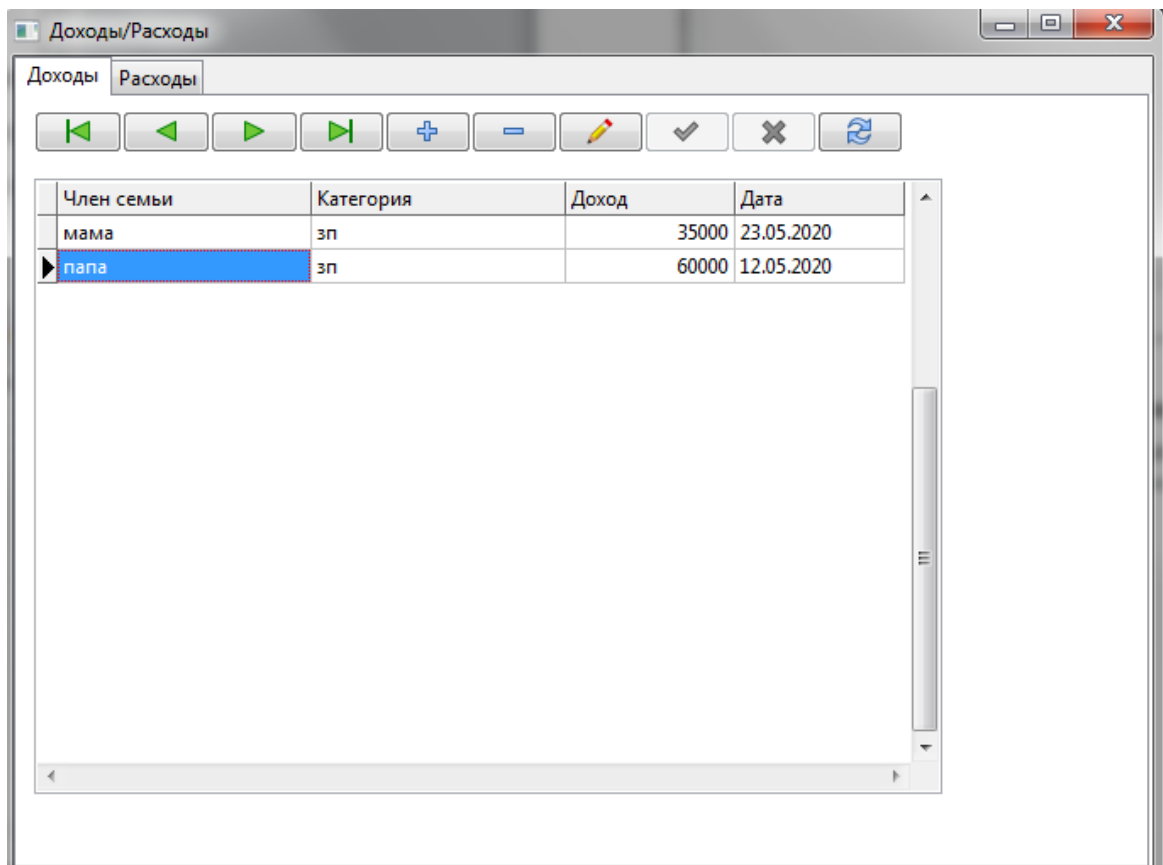 Доходы/Расходы
Доходы Расходы
Член семьи Категория Доход Дата
мама зп 35000 23.05.2020
папа зп 60000 12.05.2020